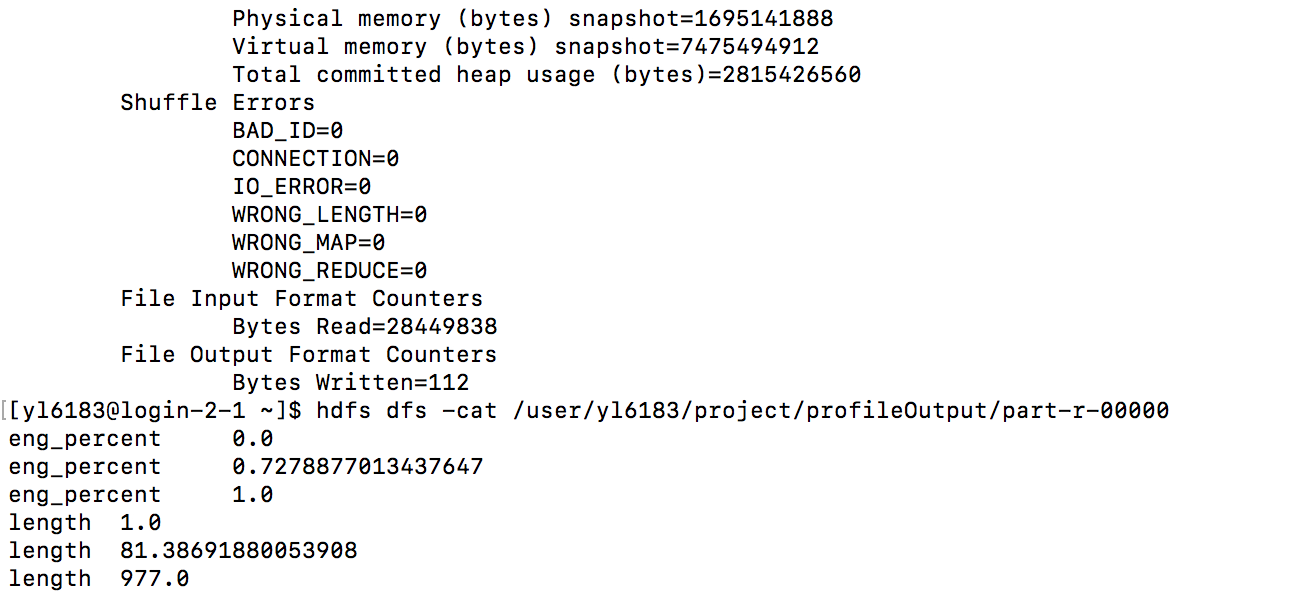 Physical memory (bytes) snapshot=1695141888
Virtual memory (bytes) snapshot=7475494912
Total committed heap usage (bytes)=2815426560
Shuffle Errors
BAD_ID=0
CONNECTION=0
IO_ERROR=0
WRONG_LENGTH=0
WRONG_MAP=0
WRONG_REDUCE=0
File Input Format Counters
Bytes Read=28449838
File Output Format Counters
Bytes Written=112
[[yl6183@login-2-1 ~]$ hdfs dfs -cat /user/yl6183/project/profileOutput/part-r-00000
eng_percent 0.0
eng_percent 0.7278877013437647
eng_percent 1.0
length 1.0
length 81.38691880053908
length 977.0